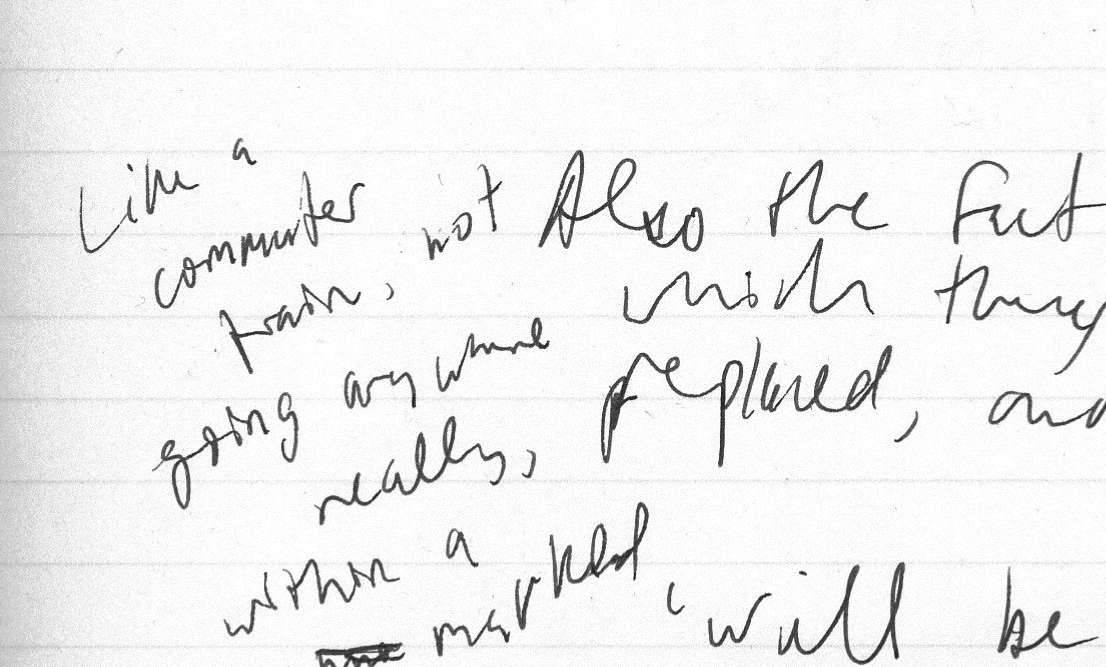 Like a
commuter
train, not
going anywhere
really,
within a
marked
Also the fact
which they
replaced, and
will be